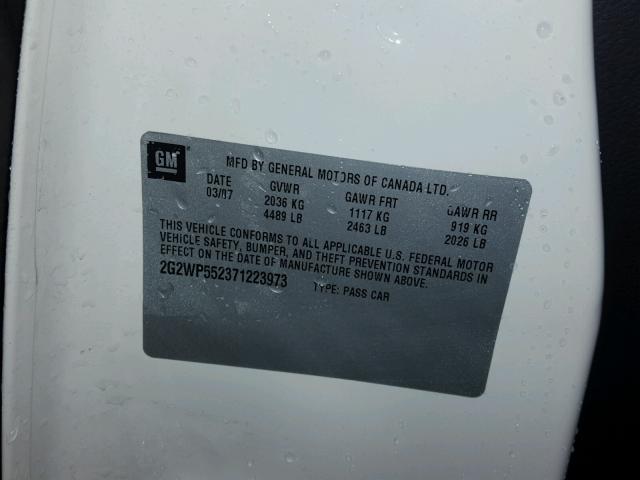 GM
MFD BY GENERAL MOTORS OF CANADA LTD.
DATE GVWR GAWR FRT GAWR RR
03/07 2036 KG 1117 KG 919 KG
4489 LB 2463 LB 2026 LB
THIS VEHICLE CONFORMS TO ALL APPLICABLE U.S. FEDERAL MOTOR
VEHICLE SAFETY, BUMPER, AND THEFT PREVENTION STANDARDS IN
EFFECT ON THE DATE OF MANUFACTURE SHOWN ABOVE.
2G2WP552371223973 TYPE: PASS CAR